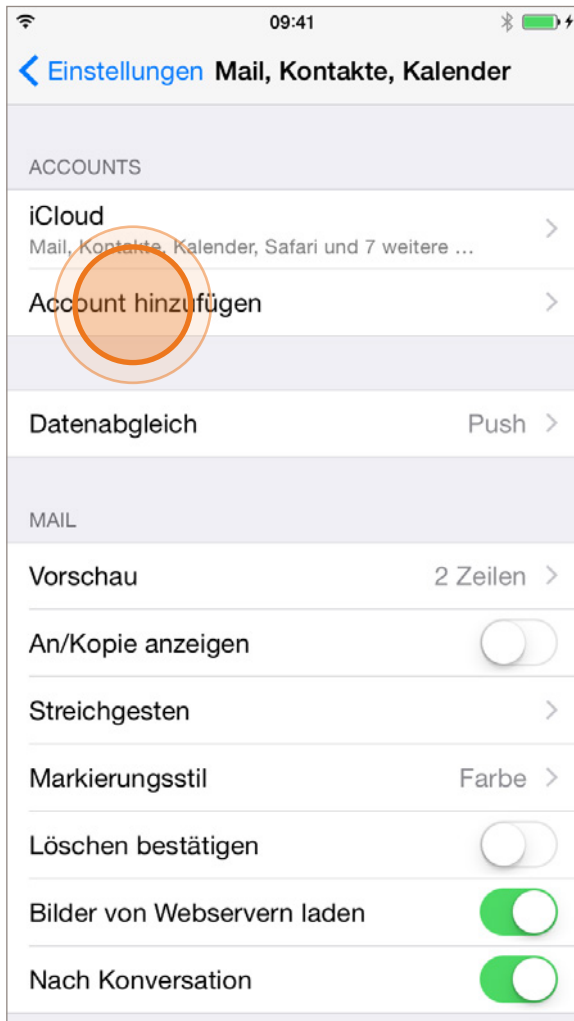 09:41
Einstellungen Mail, Kontakte, Kalender
ACCOUNTS
iCloud
Mail, Kontakte, Kalender, Safari und 7 weitere ...
Account hinzufügen
Datenabgleich Push
MAIL
Vorschau 2 Zeilen
An/Kopie anzeigen
Streichgesten
Markierungsstil Farbe
Löschen bestätigen
Bilder von Webservern laden
Nach Konversation